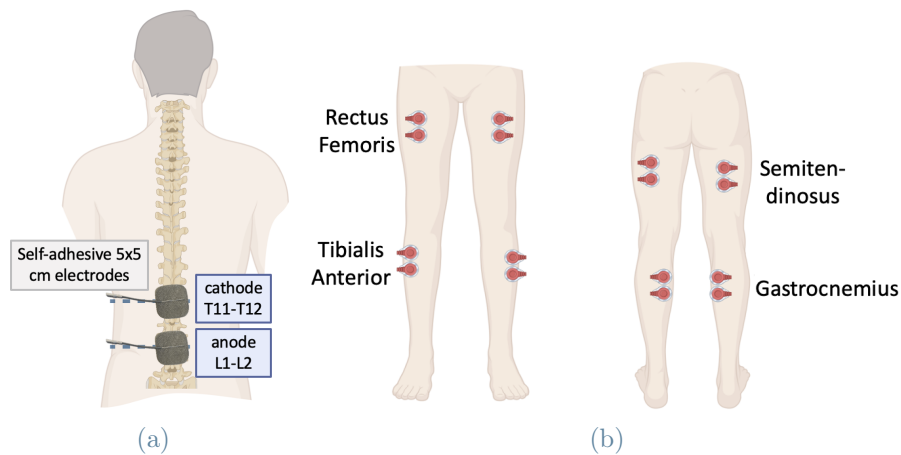 Self-adhesive 5x5
cm electrodes
cathode
T11-T12
anode
L1-L2
(a)
Rectus
Femoris
Tibialis
Anterior
Semiten-
dinosus
Gastrocnemius
(b)